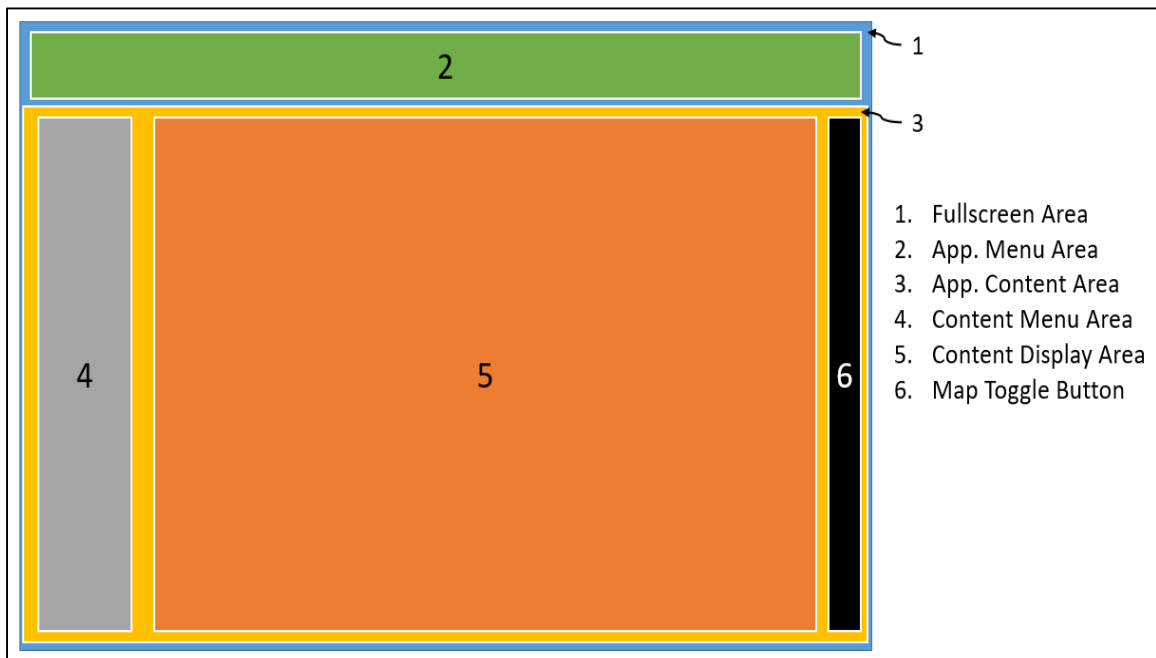 1
2
3
4
5
6
1. Fullscreen Area
2. App. Menu Area
3. App. Content Area
4. Content Menu Area
5. Content Display Area
6. Map Toggle Button